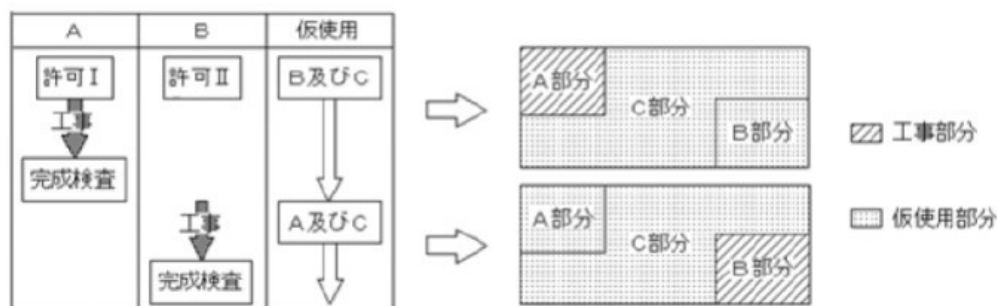 A B 仮使用
許可Ⅰ 許可Ⅱ B及びC
工事
完成検査
工事
A及びC
完成検査
A部分
C部分
B部分
工事部分
A部分
C部分
B部分
仮使用部分